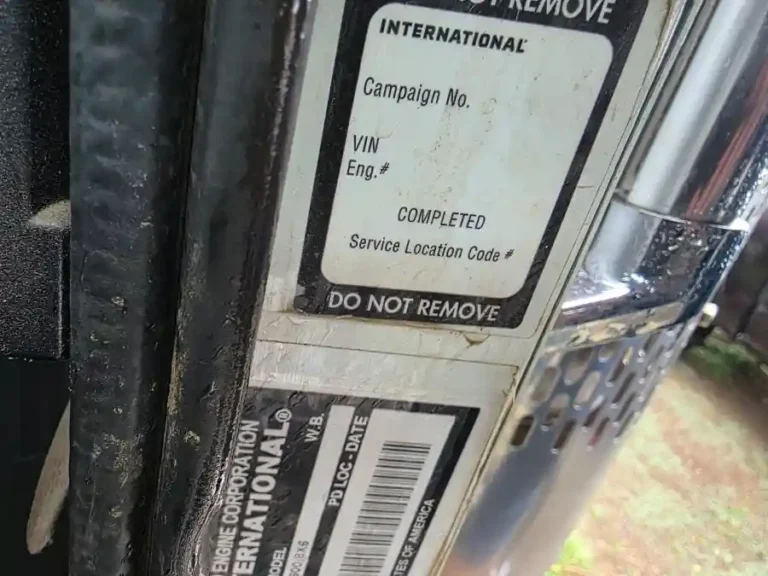 NOT REMOVE
INTERNATIONAL
Campaign No.
VIN
Eng.#
COMPLETED
Service Location Code #
DO NOT REMOVE
ENGINE CORPORATION
INTERNATIONAL®
MODEL
8X6
W.B.
PD LOC - DATE
STATES OF AMERICA